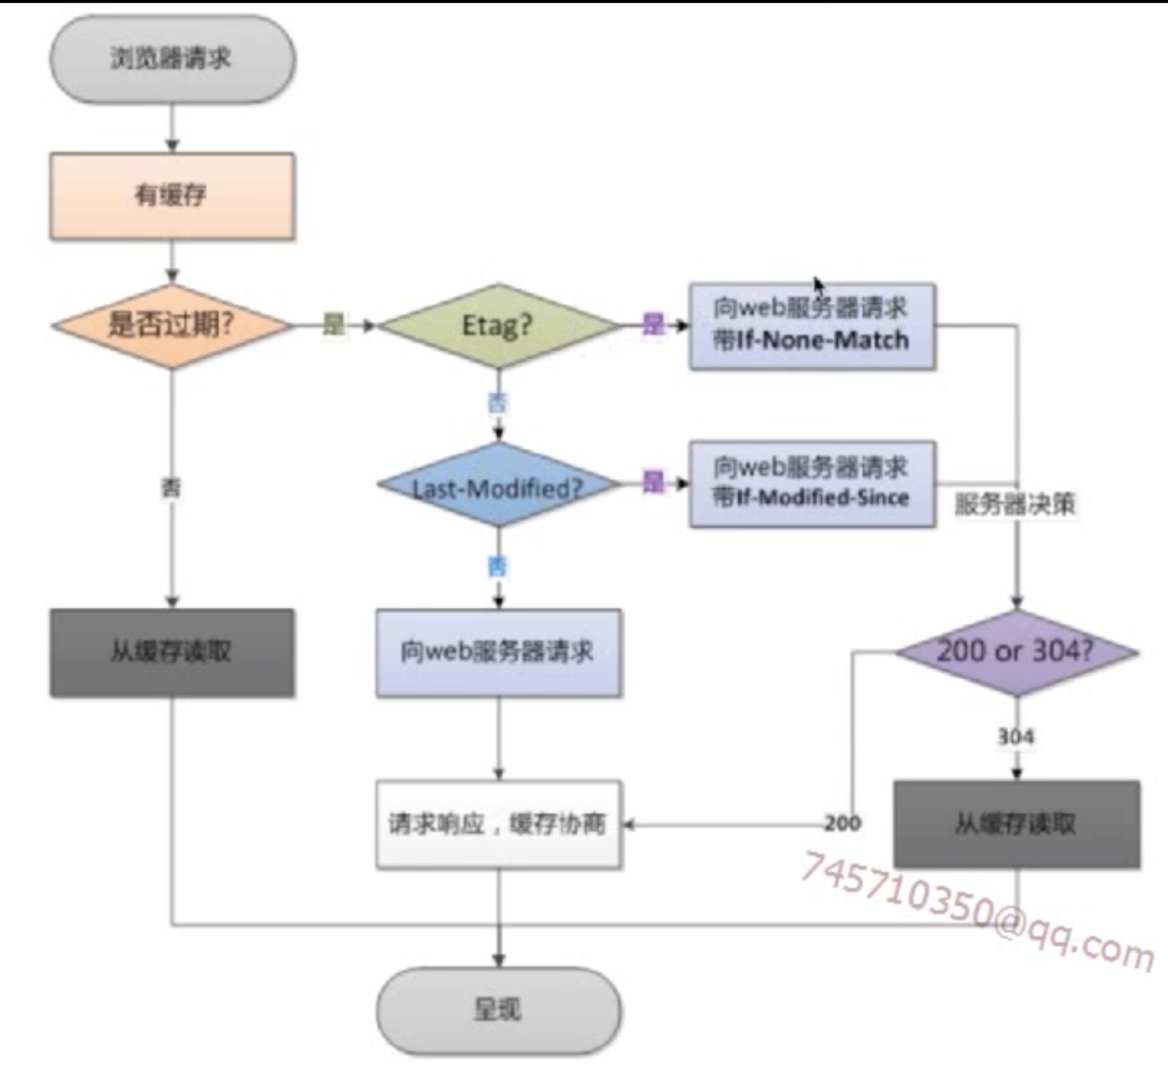 浏览器请求
有缓存
是否过期?
是
Etag?
是
向web服务器请求
带If-None-Match
否
否
Last-Modified?
是
向web服务器请求
带If-Modified-Since
服务器决策
否
从缓存读取
向web服务器请求
200 or 304?
304
请求响应，缓存协商
200
从缓存读取
745710350@qq.com
呈现